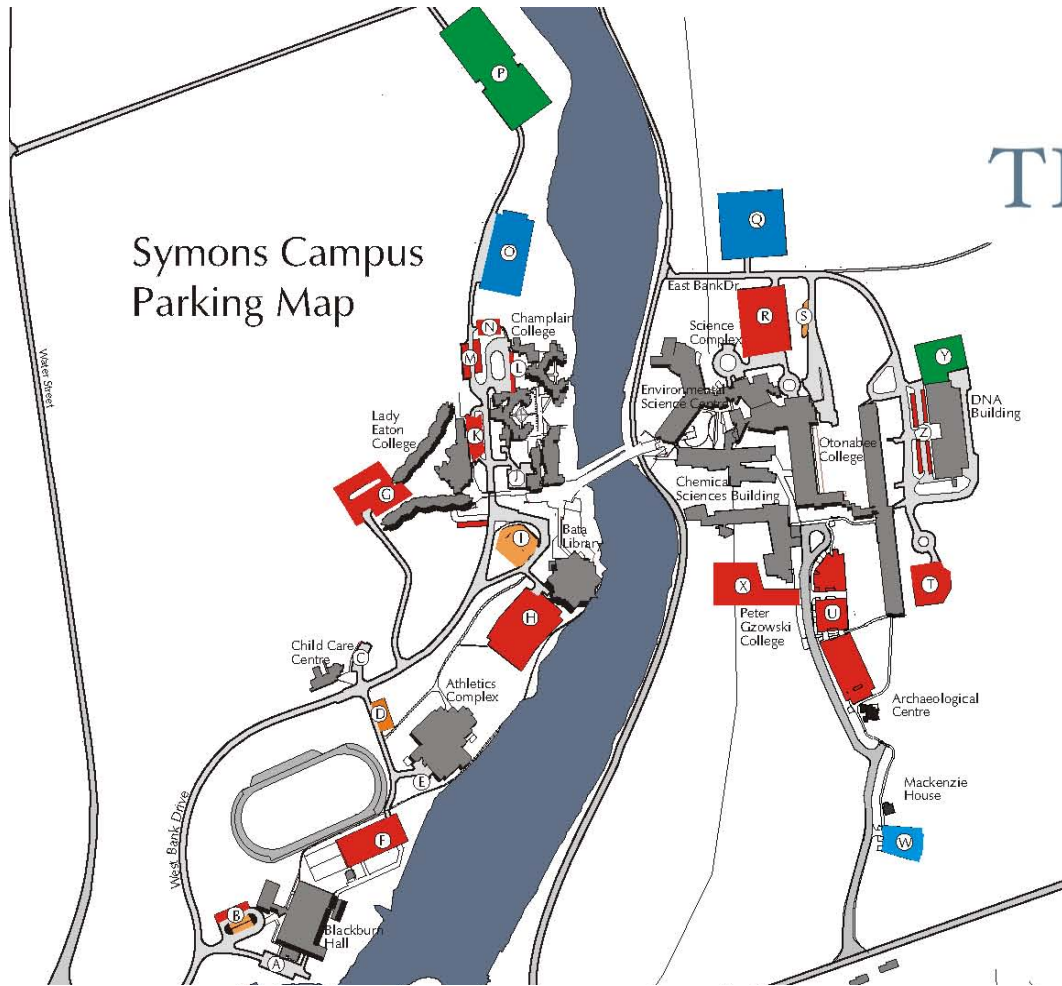 P
TH
Q
Symons Campus
Parking Map
O
East Bank Dr.
R
S
N
Champlain
College
Science
Complex
M
L
Y
Water Street
Environmental
Science Centre
DNA
Building
Lady
Eaton
College
K
Z
Otonabee
College
J
G
Chemical
Sciences Building
I
Bata
Library
X
T
H
U
Peter
Gzowski
College
Child Care
Centre
C
Athletics
Complex
D
Archaeological
Centre
E
Mackenzie
House
West Bank Drive
F
W
B
Blackburn
Hall
A